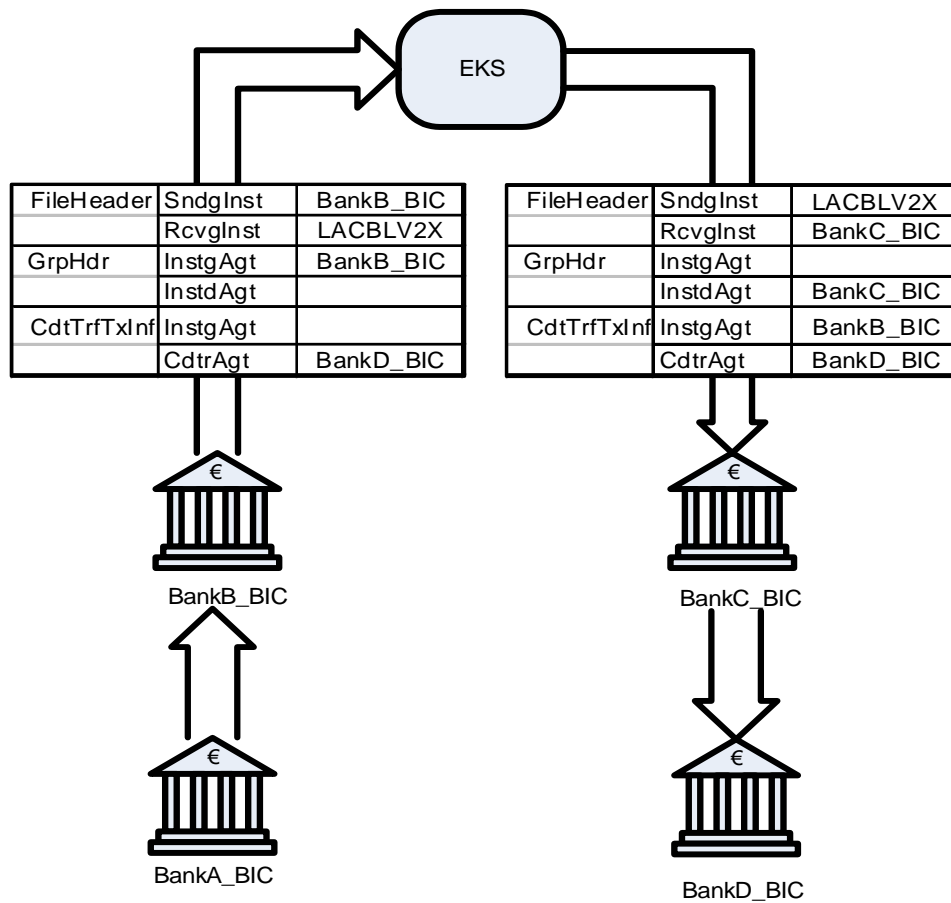 EKS
FileHeader SndgInst BankB_BIC
RcvgInst LACBLV2X
GrpHdr InstgAgt BankB_BIC
InstdAgt
CdtTrfTxInf InstgAgt
CdtrAgt BankD_BIC
FileHeader SndgInst LACBLV2X
RcvgInst BankC_BIC
GrpHdr InstgAgt
InstdAgt BankC_BIC
CdtTrfTxInf InstgAgt BankB_BIC
CdtrAgt BankD_BIC
€
BankB_BIC
€
BankC_BIC
€
BankA_BIC
€
BankD_BIC